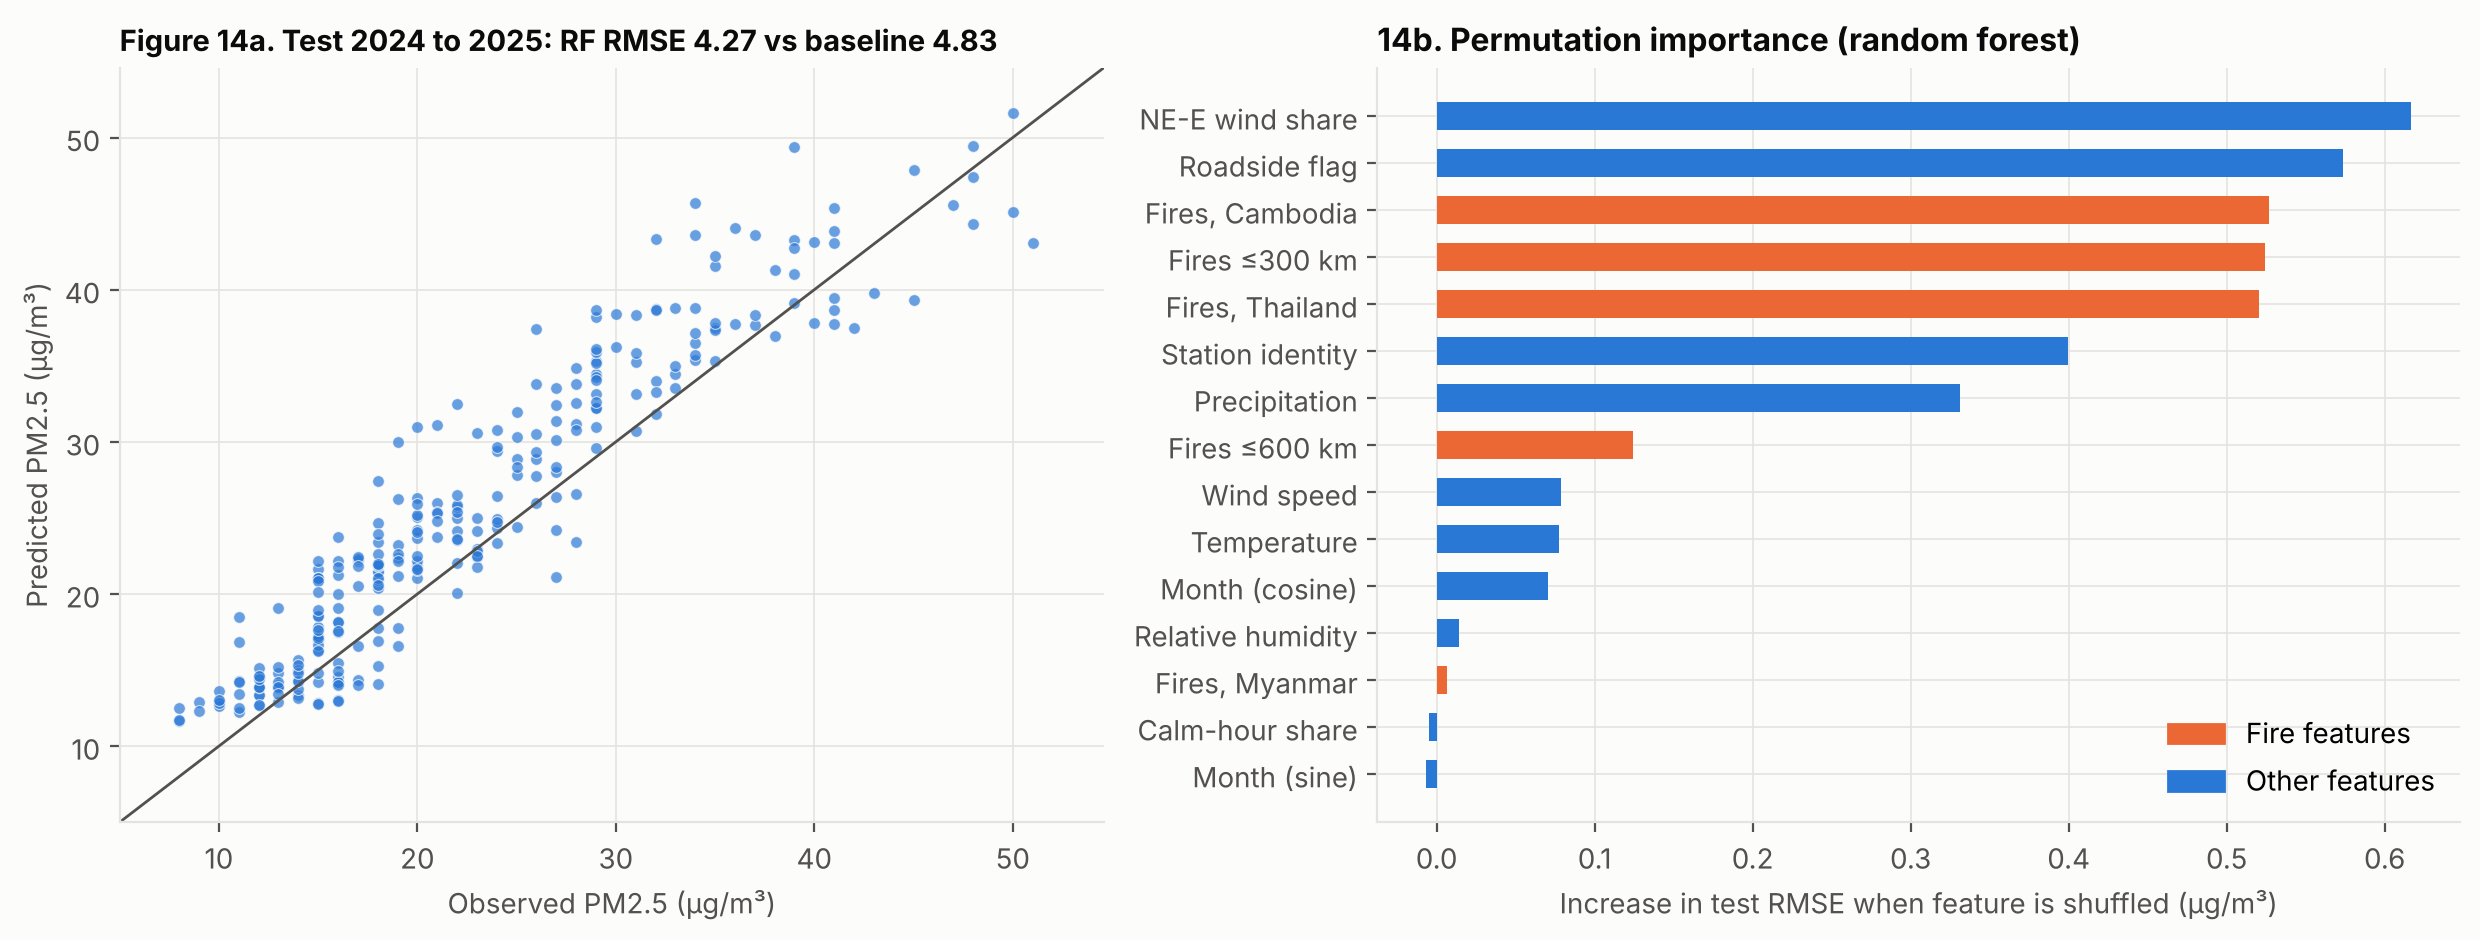 Figure 14a. Test 2024 to 2025: RF RMSE 4.27 vs baseline 4.83
Predicted PM2.5 (µg/m³)
50
40
30
20
10
10 20 30 40 50
Observed PM2.5 (µg/m³)
14b. Permutation importance (random forest)
NE-E wind share
Roadside flag
Fires, Cambodia
Fires ≤300 km
Fires, Thailand
Station identity
Precipitation
Fires ≤600 km
Wind speed
Temperature
Month (cosine)
Relative humidity
Fires, Myanmar
Calm-hour share
Month (sine)
Fire features
Other features
0.0 0.1 0.2 0.3 0.4 0.5 0.6
Increase in test RMSE when feature is shuffled (µg/m³)